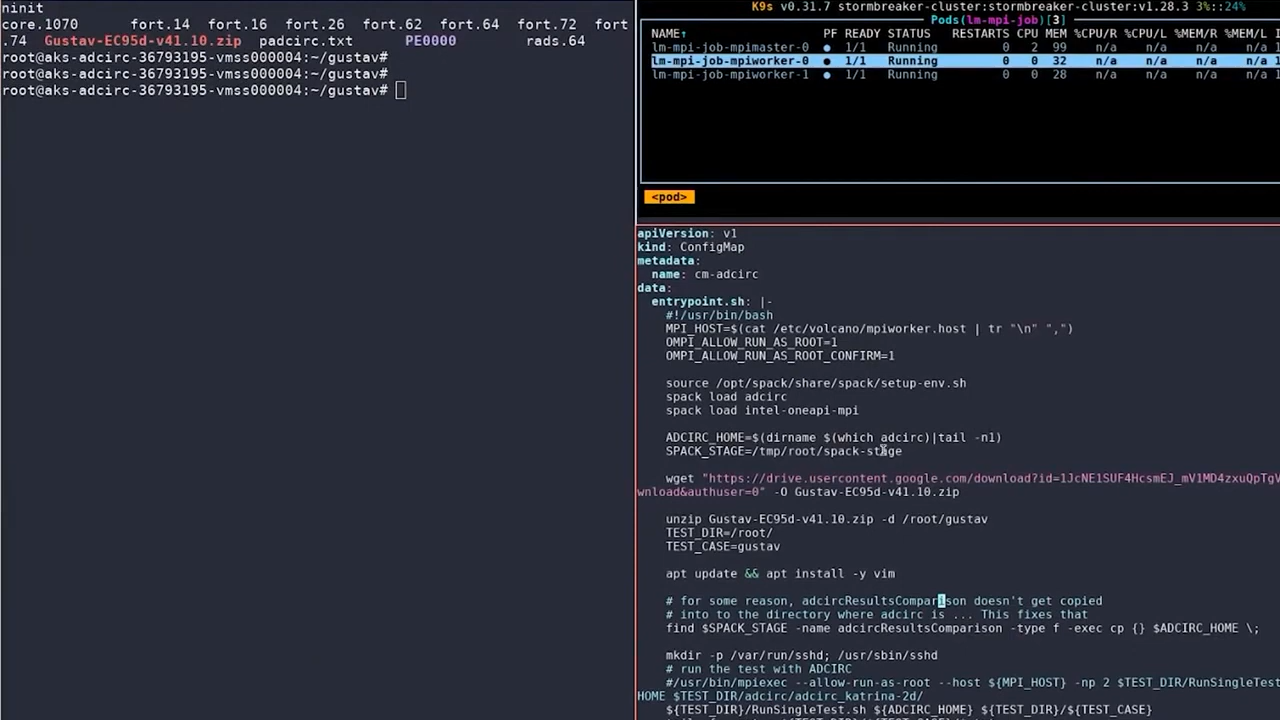 ninit
core.1070 fort.14 fort.16 fort.26 fort.62 fort.64 fort.72 fort
.74 Gustav-EC95d-v41.10.zip padcirc.txt PE0000 rads.64
root@aks-adcirc-36793195-vmss000004:~/gustav#
root@aks-adcirc-36793195-vmss000004:~/gustav#
root@aks-adcirc-36793195-vmss000004:~/gustav#
K9s v0.31.7 stormbreaker-cluster:stormbreaker-cluster:v1.28.3 3%::24%
Pods(lm-mpi-job)[3]
NAME↑ PF READY STATUS RESTARTS CPU MEM %CPU/R %CPU/L %MEM/R %MEM/L I
lm-mpi-job-mpimaster-0 ● 1/1 Running 0 2 99 n/a n/a n/a n/a 1
lm-mpi-job-mpiworker-0 ● 1/1 Running 0 0 32 n/a n/a n/a n/a 1
lm-mpi-job-mpiworker-1 ● 1/1 Running 0 0 28 n/a n/a n/a n/a 1
<pod>
apiVersion: v1
kind: ConfigMap
metadata:
name: cm-adcirc
data:
entrypoint.sh: |-
#!/usr/bin/bash
MPI_HOST=$(cat /etc/volcano/mpiworker.host | tr "\n" ",")
OMPI_ALLOW_RUN_AS_ROOT=1
OMPI_ALLOW_RUN_AS_ROOT_CONFIRM=1
source /opt/spack/share/spack/setup-env.sh
spack load adcirc
spack load intel-oneapi-mpi
ADCIRC_HOME=$(dirname $(which adcirc)|tail -n1)
SPACK_STAGE=/tmp/root/spack-stage
wget "https://drive.usercontent.google.com/download?id=1JcNE1SUF4HcsmEJ_mV1MD4zxuQpTgV
wnload&authuser=0" -O Gustav-EC95d-v41.10.zip
unzip Gustav-EC95d-v41.10.zip -d /root/gustav
TEST_DIR=/root/
TEST_CASE=gustav
apt update && apt install -y vim
# for some reason, adcircResultsComparison doesn't get copied
# into to the directory where adcirc is ... This fixes that
find $SPACK_STAGE -name adcircResultsComparison -type f -exec cp {} $ADCIRC_HOME \;
mkdir -p /var/run/sshd; /usr/sbin/sshd
# run the test with ADCIRC
#/usr/bin/mpiexec --allow-run-as-root --host ${MPI_HOST} -np 2 $TEST_DIR/RunSingleTest
HOME $TEST_DIR/adcirc/adcirc_katrina-2d/
${TEST_DIR}/RunSingleTest.sh ${ADCIRC_HOME} ${TEST_DIR}/${TEST_CASE}